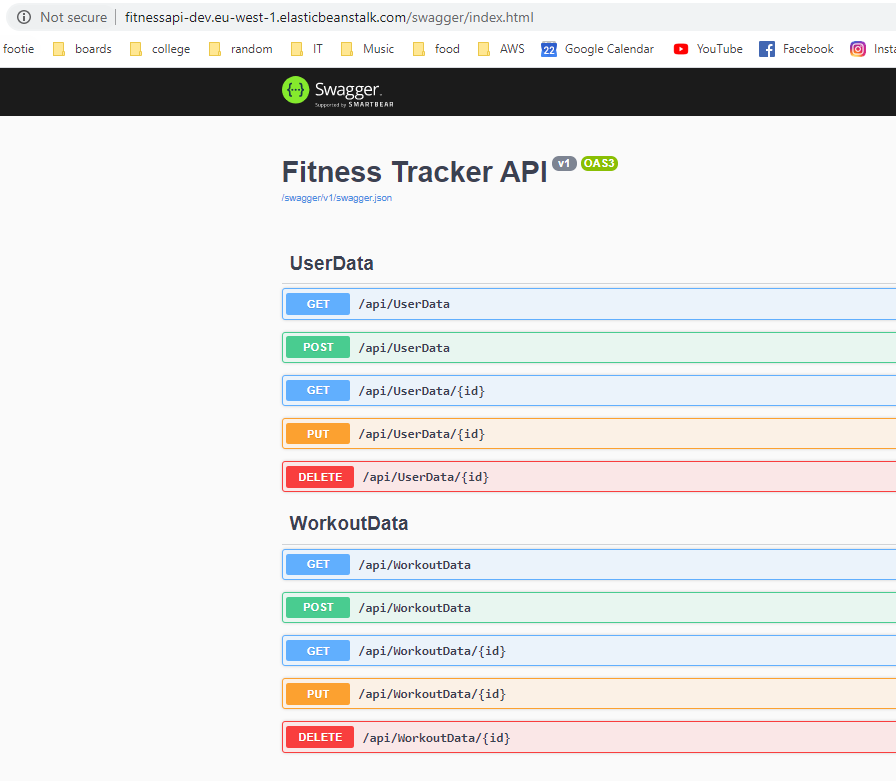 Not secure | fitnessapi-dev.eu-west-1.elasticbeanstalk.com/swagger/index.html
footie boards college random IT Music food AWS 22 Google Calendar YouTube Facebook Insta
{··} Swagger.
Supported by SMARTBEAR
Fitness Tracker API v1 OAS3
/swagger/v1/swagger.json
UserData
GET /api/UserData
POST /api/UserData
GET /api/UserData/{id}
PUT /api/UserData/{id}
DELETE /api/UserData/{id}
WorkoutData
GET /api/WorkoutData
POST /api/WorkoutData
GET /api/WorkoutData/{id}
PUT /api/WorkoutData/{id}
DELETE /api/WorkoutData/{id}